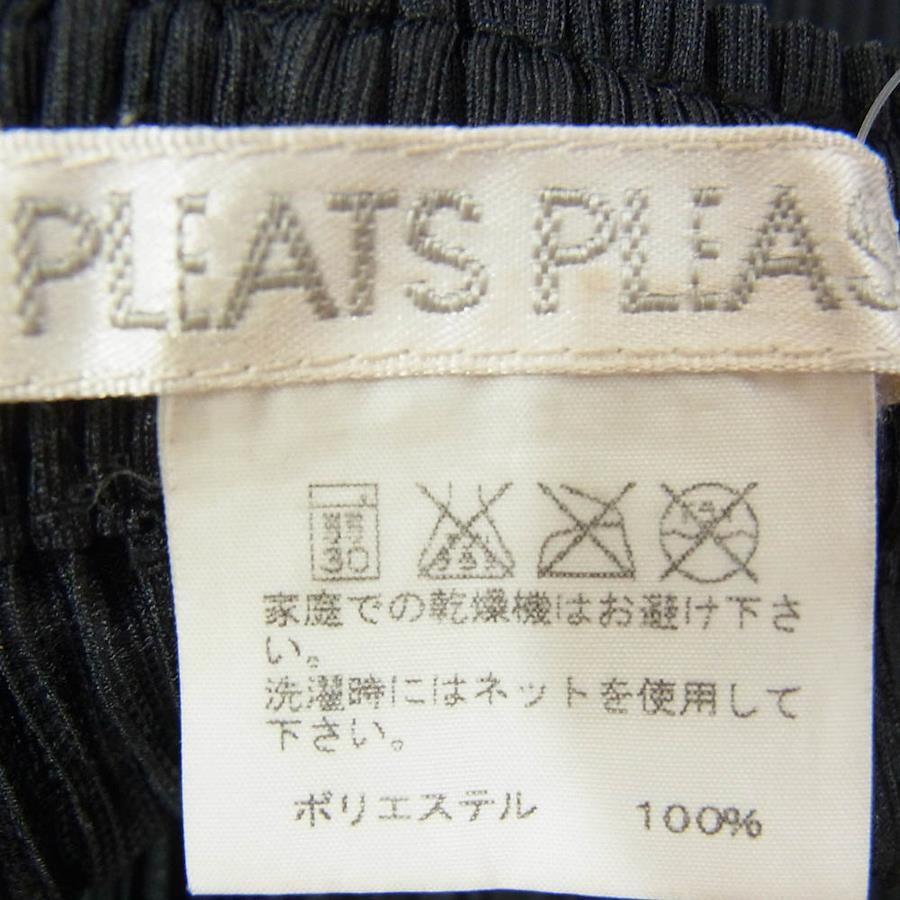 PLEATS PLEAS
弱
30
家庭での乾燥機はお避け下さ
い。
洗濯時にはネットを使用して
下さい。
ポリエステル 100%